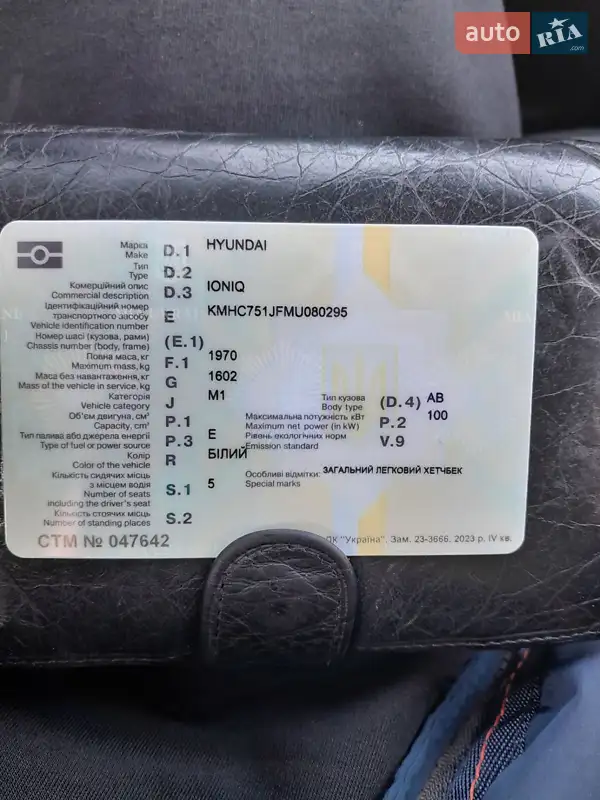 auto RIA .com
Марка D.1 HYUNDAI
Make
Тип D.2
Type
Комерційний опис D.3 IONIQ
Commercial description
Ідентифікаційний номер
транспортного засобу E KMHC751JFMU080295
Vehicle identification number
Номер шасі (кузова, рами) (E.1)
Chassis number (body, frame)
Повна маса, кг F.1 1970
Maximum mass, kg
Маса без навантаження, кг G 1602
Mass of the vehicle in service, kg
Категорія J M1 Тип кузова (D.4) AB
Vehicle category Body type
Об'єм двигуна, см³ P.1 Максимальна потужність кВт P.2 100
Capacity, cm³ Maximum net power (in kW)
Тип палива або джерела енергії P.3 E Рівень екологічних норм V.9
Type of fuel or power source Emission standard
Колір R БІЛИЙ
Color of the vehicle
Кількість сидячих місць Особливі відмітки: ЗАГАЛЬНИЙ ЛЕГКОВИЙ ХЕТЧБЕК
з місцем водія S.1 5 Special marks
Number of seats
including the driver's seat
Кількість стоячих місць S.2
Number of standing places
СТМ № 047642
ПК "Україна". Зам. 23-3666. 2023 р. IV кв.